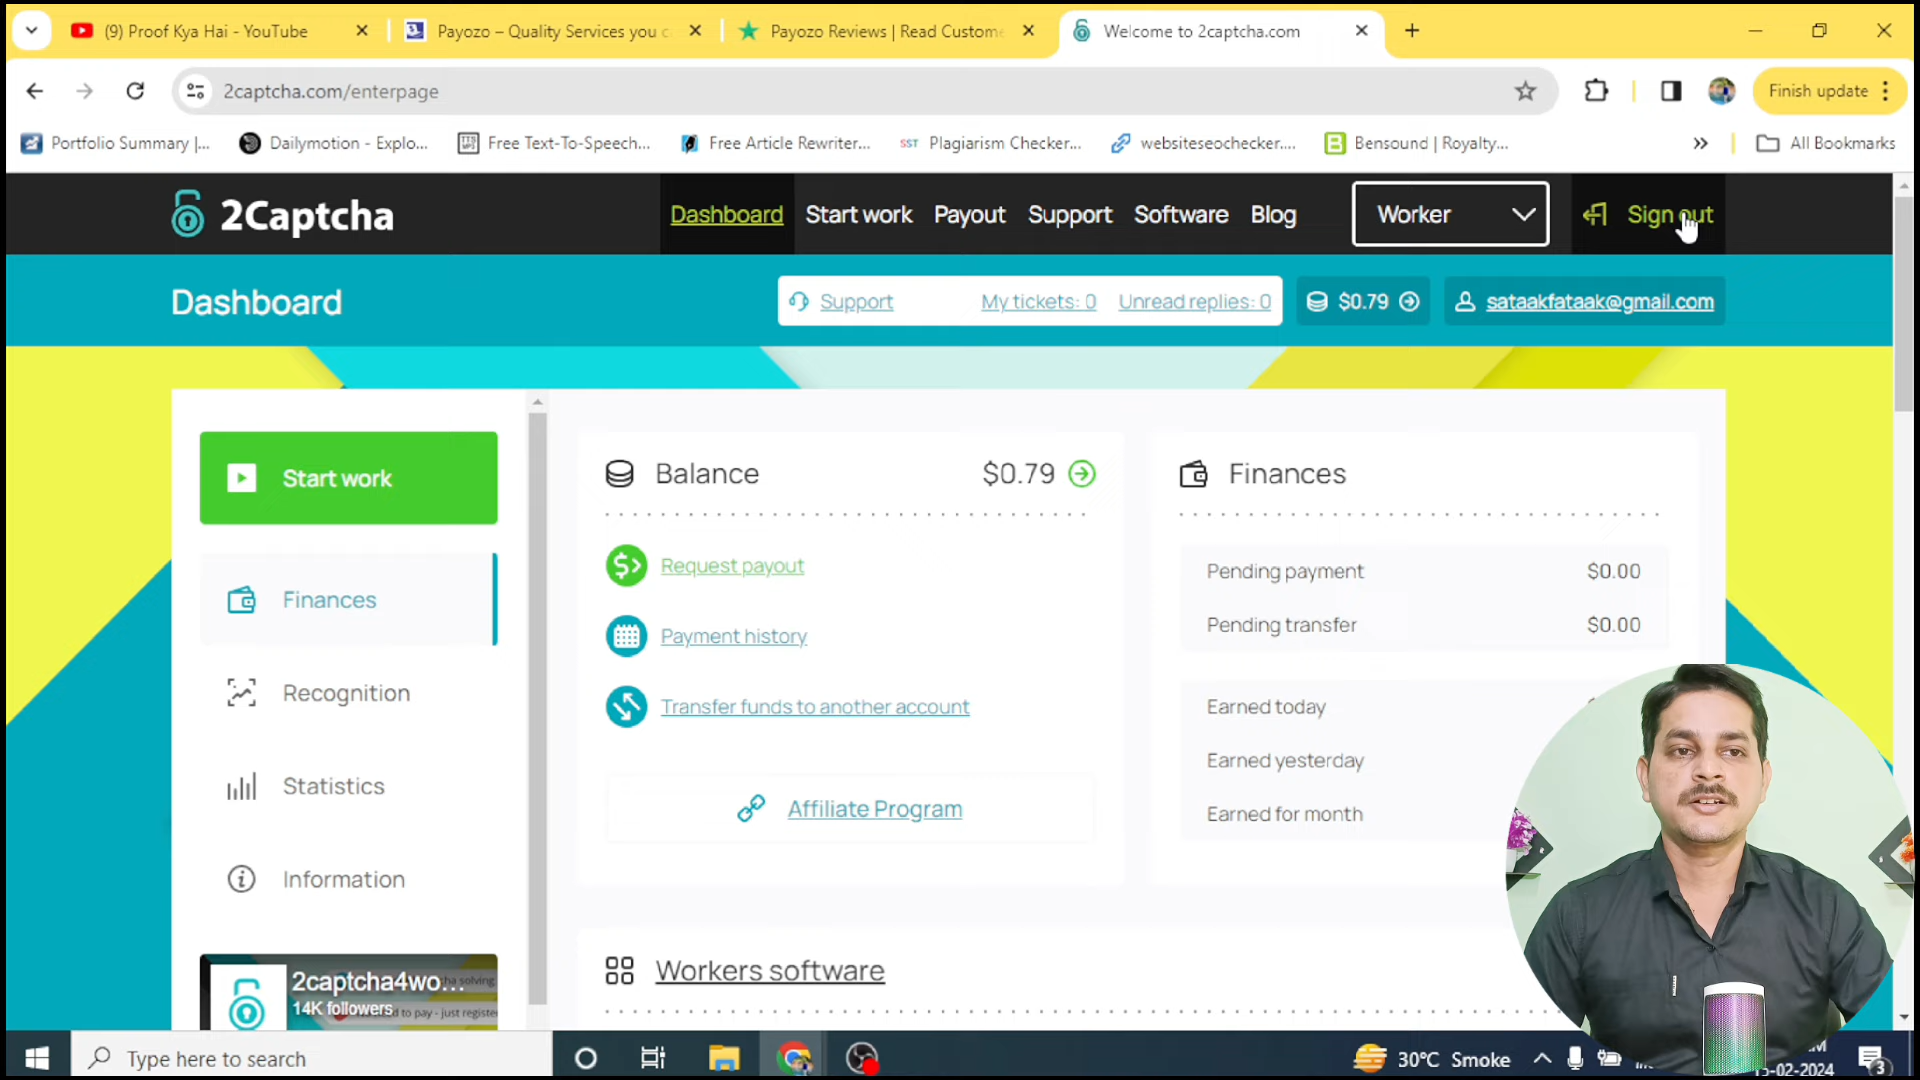 (9) Proof Kya Hai - YouTube
Payozo – Quality Services you c
Payozo Reviews | Read Custome
Welcome to 2captcha.com
2captcha.com/enterpage
Finish update
Portfolio Summary |...
Dailymotion - Explo...
Free Text-To-Speech...
Free Article Rewriter...
SST Plagiarism Checker...
websiteseochecker....
Bensound | Royalty...
All Bookmarks
2Captcha
Dashboard
Start work
Payout
Support
Software
Blog
Worker
Sign out
Dashboard
Support
My tickets: 0
Unread replies: 0
$0.79
sataakfataak@gmail.com
Start work
Finances
Recognition
Statistics
Information
2captcha4wo...
14K followers
Balance
$0.79
Request payout
Payment history
Transfer funds to another account
Affiliate Program
Finances
Pending payment
$0.00
Pending transfer
$0.00
Earned today
Earned yesterday
Earned for month
Workers software
Type here to search
30°C Smoke
3